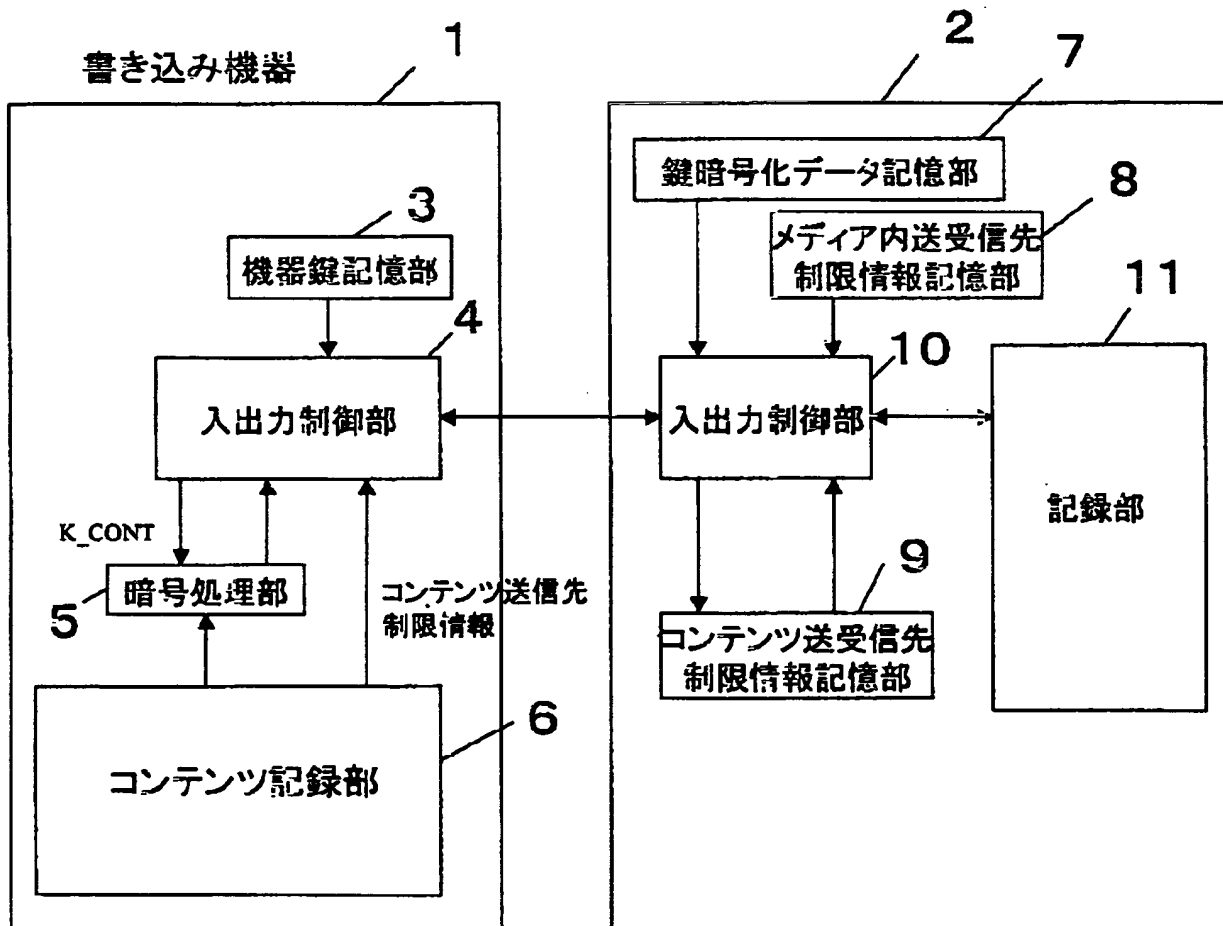 1
書き込み機器
2
7
鍵暗号化データ記憶部
8
メディア内送受信先
制限情報記憶部
3
機器鍵記憶部
11
4
10
入出力制御部
入出力制御部
記録部
K_CONT
9
5
暗号処理部
コンテンツ送信先
制限情報
コンテンツ送受信先
制限情報記憶部
6
コンテンツ記録部